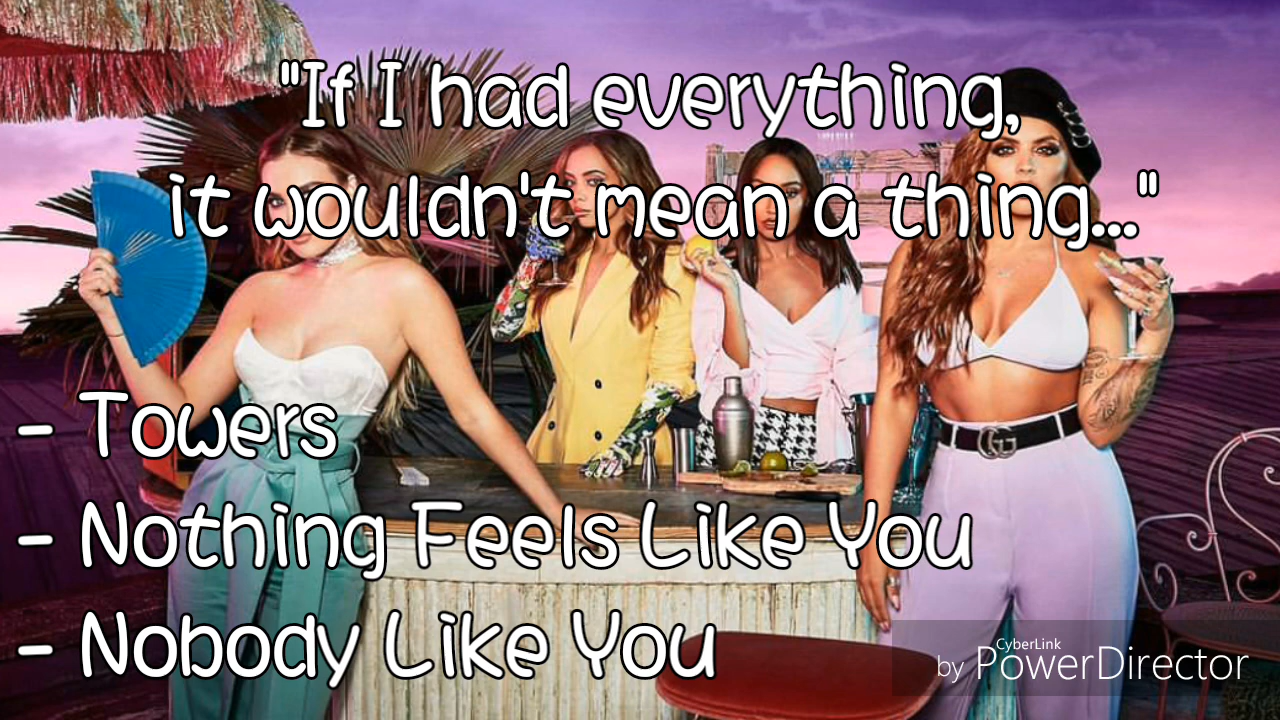 "If I had everything,
it wouldn't mean a thing..."
- Towers
- Nothing Feels Like You
- Nobody Like You
CyberLink
by PowerDirector